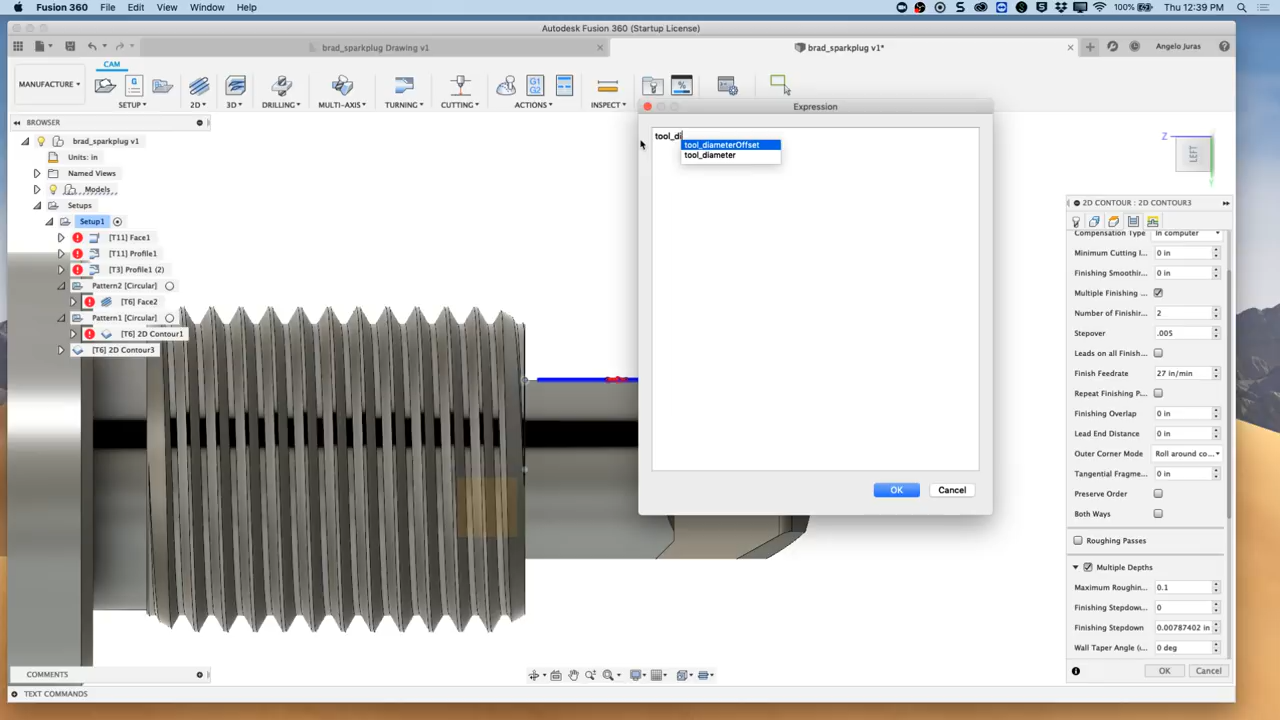 Fusion 360 File Edit View Window Help
100% Thu 12:39 PM
Autodesk Fusion 360 (Startup License)
brad_sparkplug Drawing v1
brad_sparkplug v1*
Angelo Juras
CAM
MANUFACTURE
SETUP 2D 3D DRILLING MULTI-AXIS TURNING CUTTING ACTIONS INSPECT
G1
G2
BROWSER
brad_sparkplug v1
Units: in
Named Views
Models
Setups
Setup1
[T11] Face1
[T11] Profile1
[T3] Profile1 (2)
Pattern2 [Circular]
[T6] Face2
Pattern1 [Circular]
[T6] 2D Contour1
[T6] 2D Contour3
Expression
tool_di
tool_diameterOffset
tool_diameter
OK Cancel
Z
LEFT
Y
2D CONTOUR : 2D CONTOUR3
Compensation Type In computer
Minimum Cutting 0 in
Finishing Smoothin... 0 in
Multiple Finishing ...
Number of Finishin... 2
Stepover .005
Leads on all Finish...
Finish Feedrate 27 in/min
Repeat Finishing P...
Finishing Overlap 0 in
Lead End Distance 0 in
Outer Corner Mode Roll around co...
Tangential Fragme... 0 in
Preserve Order
Both Ways
Roughing Passes
Multiple Depths
Maximum Roughin... 0.1
Finishing Stepdown... 0
Finishing Stepdown 0.00787402 in
Wall Taper Angle 0 deg
OK Cancel
COMMENTS
TEXT COMMANDS